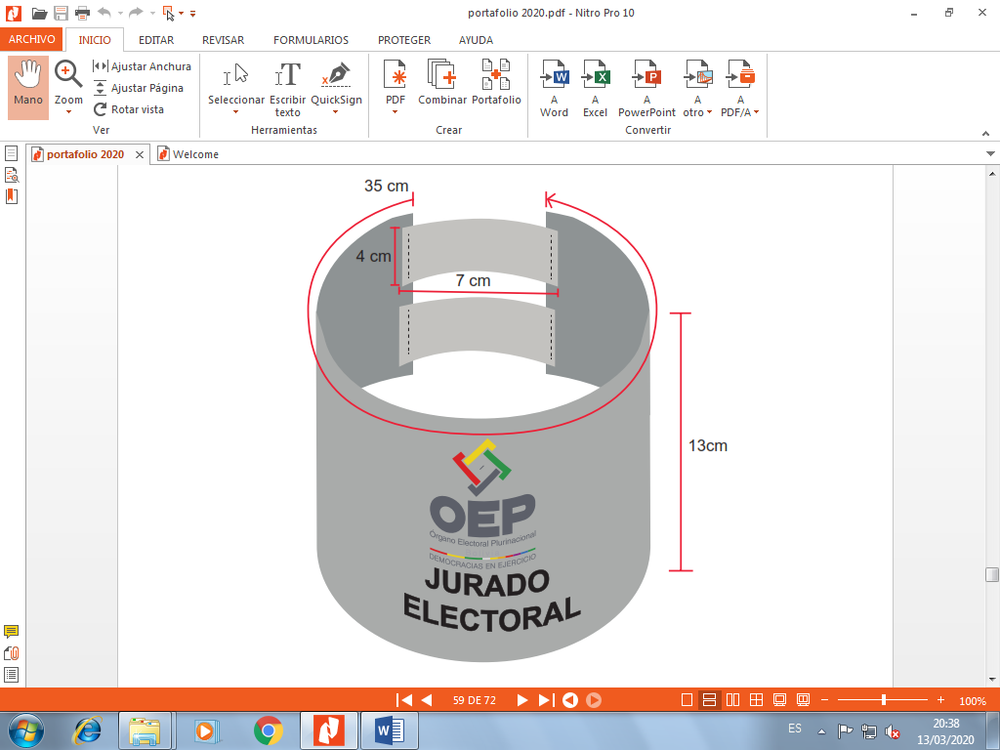 portafolio 2020.pdf - Nitro Pro 10
ARCHIVO INICIO EDITAR REVISAR FORMULARIOS PROTEGER AYUDA
Mano
Zoom
Ajustar Anchura
Ajustar Página
Rotar vista
Ver
Seleccionar
Escribir texto
QuickSign
Herramientas
PDF
Combinar
Portafolio
Crear
A Word
A Excel
A PowerPoint
A otro
A PDF/A
Convertir
portafolio 2020
Welcome
35 cm
4 cm
7 cm
13cm
OEP
Órgano Electoral Plurinacional
DEMOCRACIAS EN EJERCICIO
JURADO
ELECTORAL
59 DE 72
100%
ES
20:38
13/03/2020